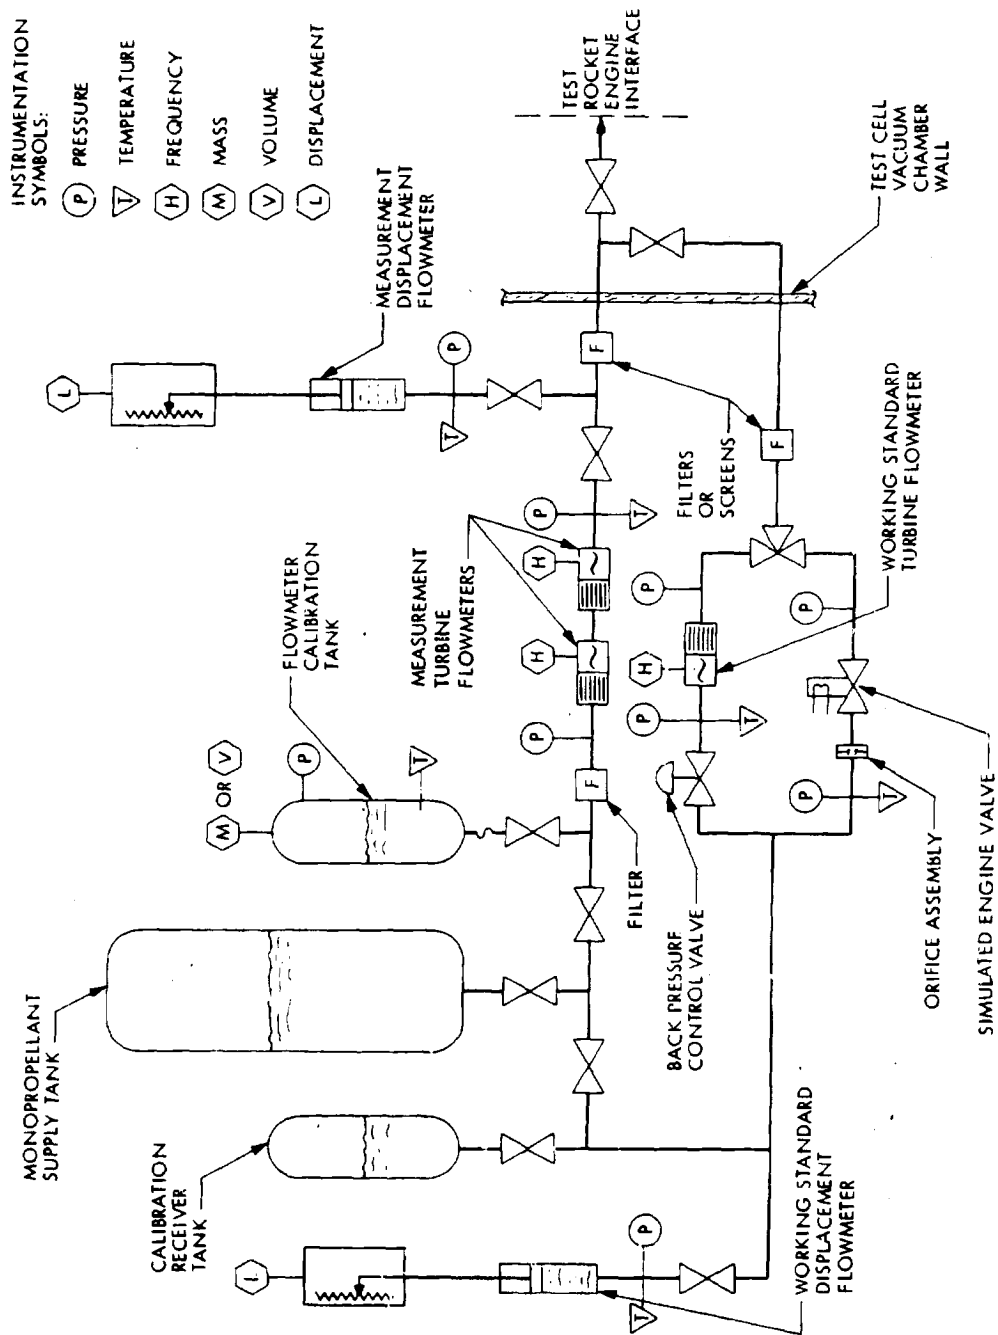 INSTRUMENTATION
SYMBOLS:
P PRESSURE
T TEMPERATURE
H FREQUENCY
M MASS
V VOLUME
L DISPLACEMENT
MONOPROPELLANT
SUPPLY TANK
CALIBRATION
RECEIVER
TANK
L
T
P
WORKING STANDARD
DISPLACEMENT
FLOWMETER
M OR V
P
T
FLOWMETER
CALIBRATION
TANK
F
FILTER
P
H
H
P
T
MEASUREMENT
TURBINE
FLOWMETERS
L
MEASUREMENT
DISPLACEMENT
FLOWMETER
T
P
F
F
FILTERS
OR
SCREENS
TEST
ROCKET
ENGINE
INTERFACE
TEST CELL
VACUUM
CHAMBER
WALL
BACK PRESSURF
CONTROL VALVE
P
T
H
P
WORKING STANDARD
TURBINE FLOWMETER
P
T
P
ORIFICE ASSEMBLY
SIMULATED ENGINE VALVE